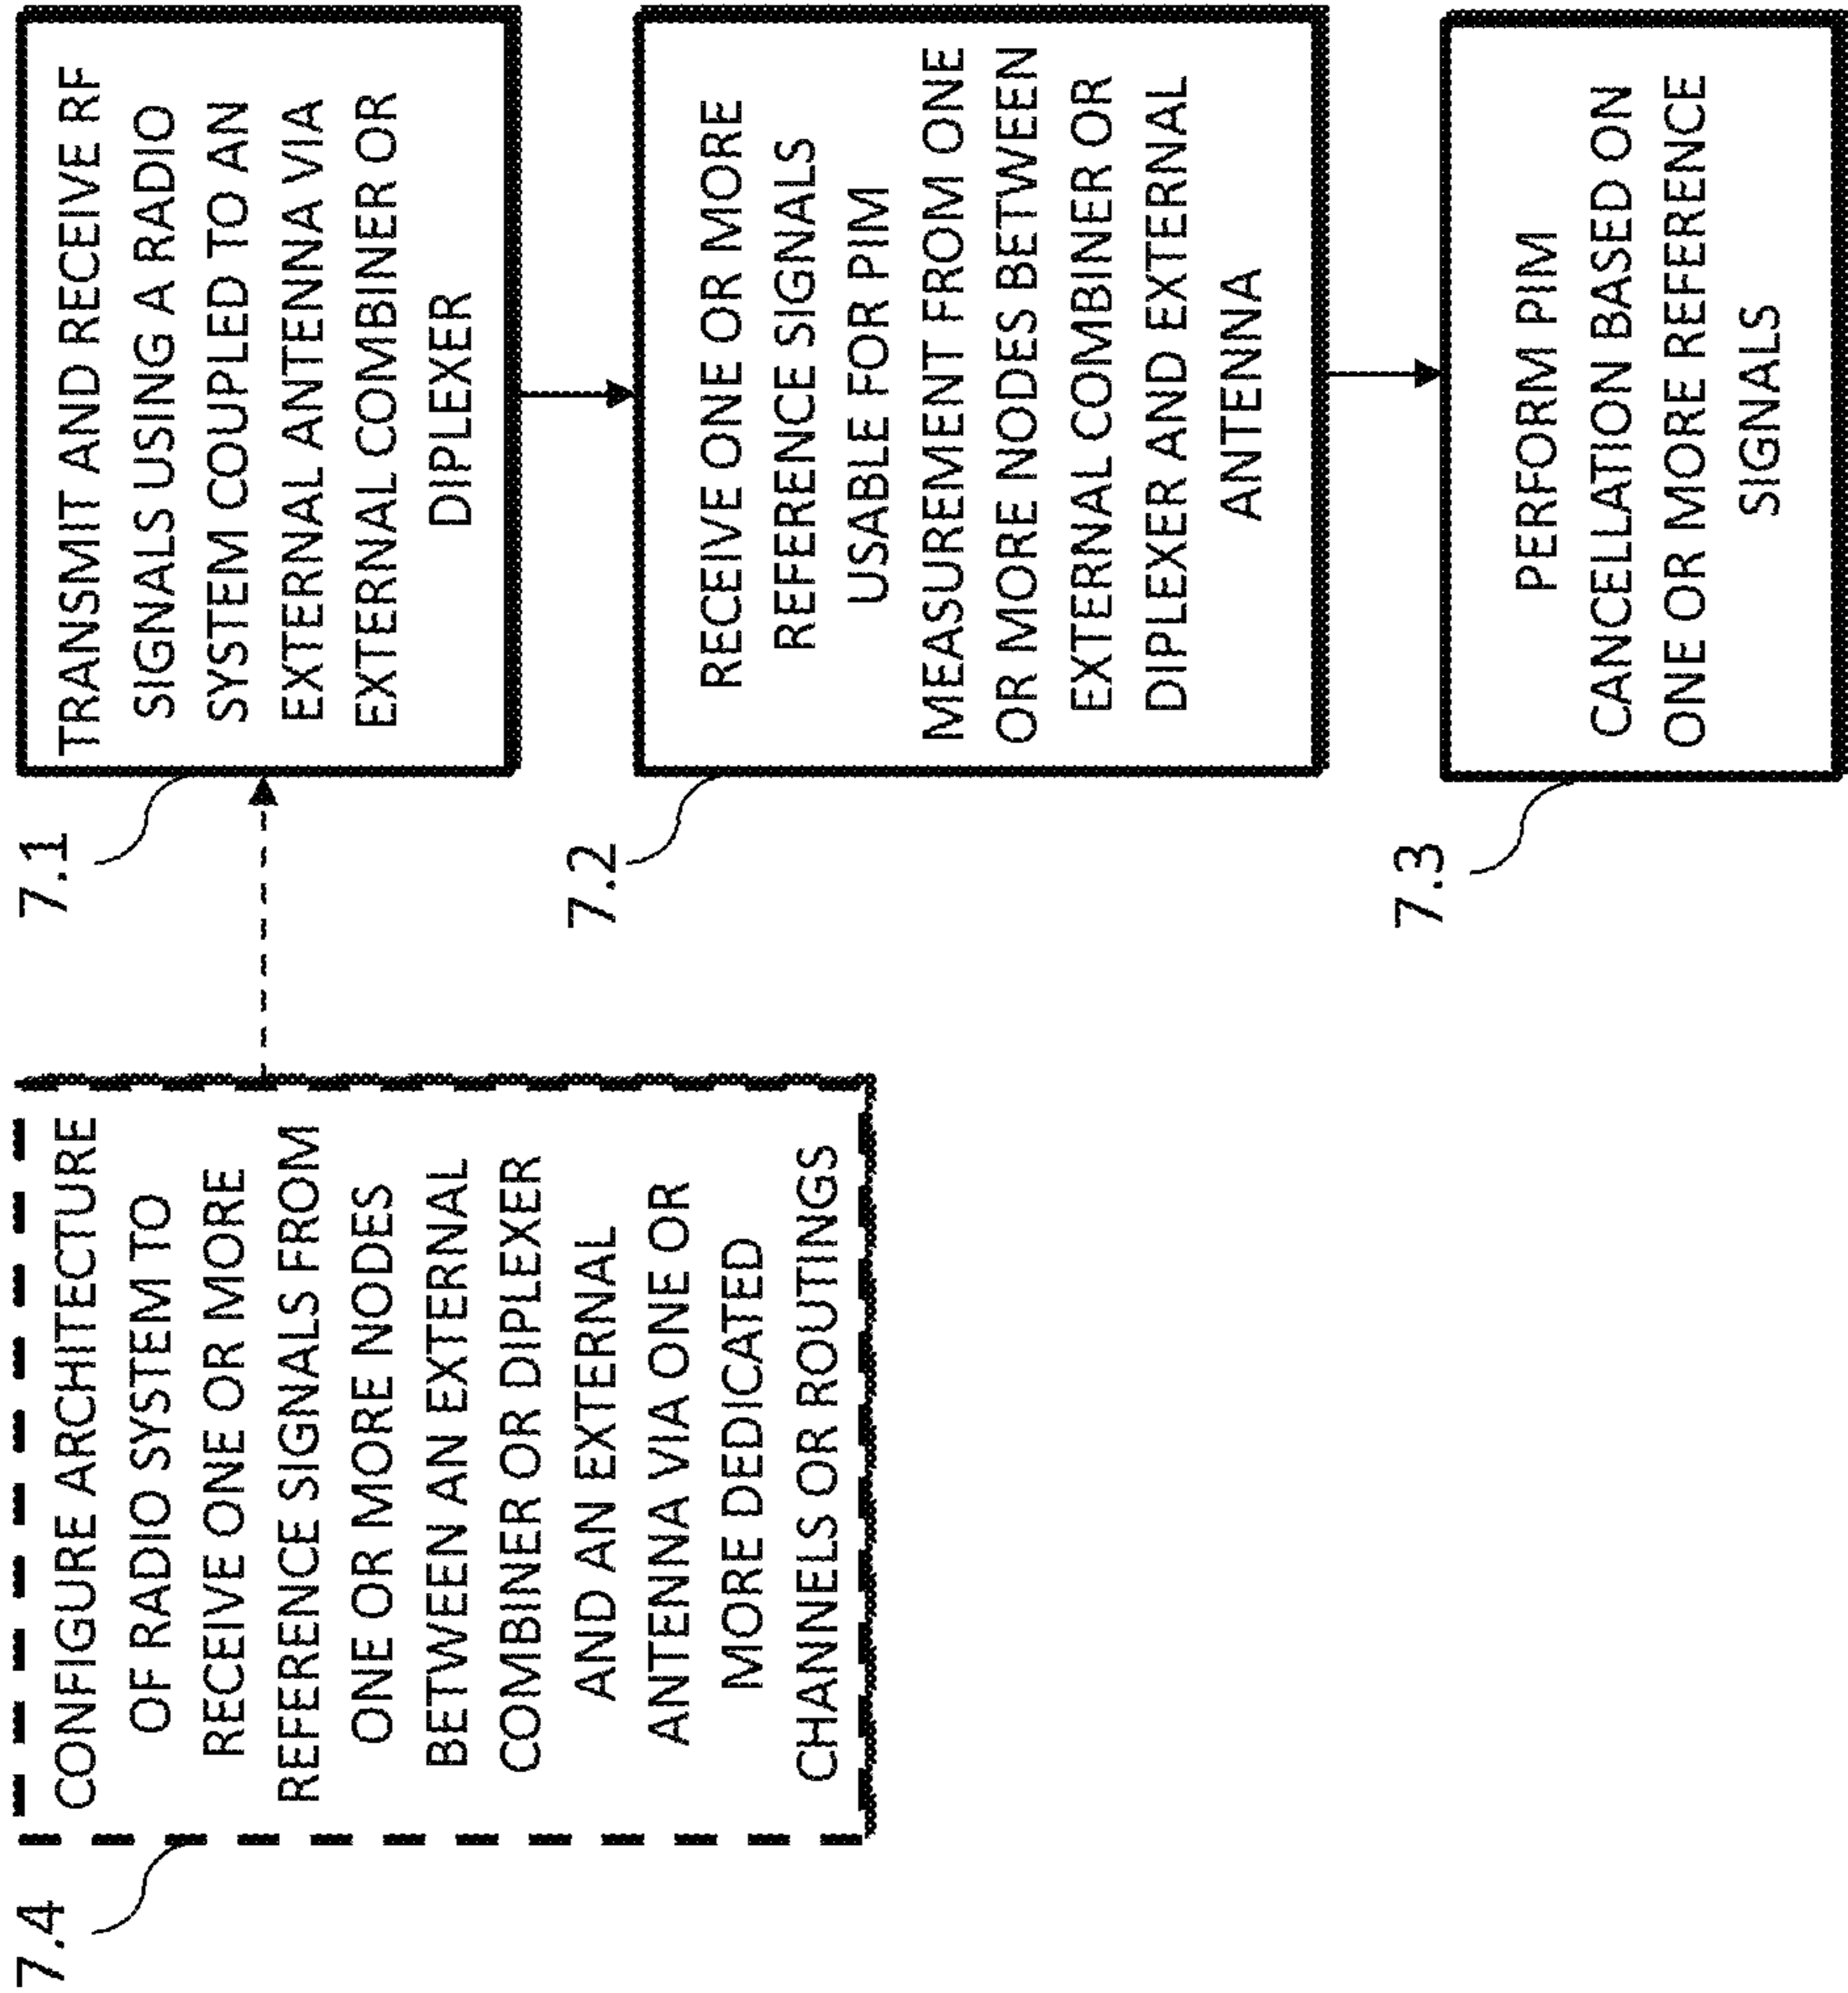 7.4
CONFIGURE ARCHITECTURE
OF RADIO SYSTEM TO
RECEIVE ONE OR MORE
REFERENCE SIGNALS FROM
ONE OR MORE NODES
BETWEEN AN EXTERNAL
COMBINER OR DIPLEXER
AND AN EXTERNAL
ANTENNA VIA ONE OR
MORE DEDICATED
CHANNELS OR ROUTINGS
7.1
TRANSMIT AND RECEIVE RF
SIGNALS USING A RADIO
SYSTEM COUPLED TO AN
EXTERNAL ANTENNA VIA
EXTERNAL COMBINER OR
DIPLEXER
7.2
RECEIVE ONE OR MORE
REFERENCE SIGNALS
USABLE FOR PIM
MEASUREMENT FROM ONE
OR MORE NODES BETWEEN
EXTERNAL COMBINER OR
DIPLEXER AND EXTERNAL
ANTENNA
7.3
PERFORM PIM
CANCELLATION BASED ON
ONE OR MORE REFERENCE
SIGNALS